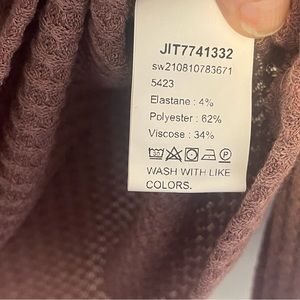 JIT7741332
sw210810783671
5423
Elastane : 4%
Polyester : 62%
Viscose : 34%
WASH WITH LIKE
COLORS.